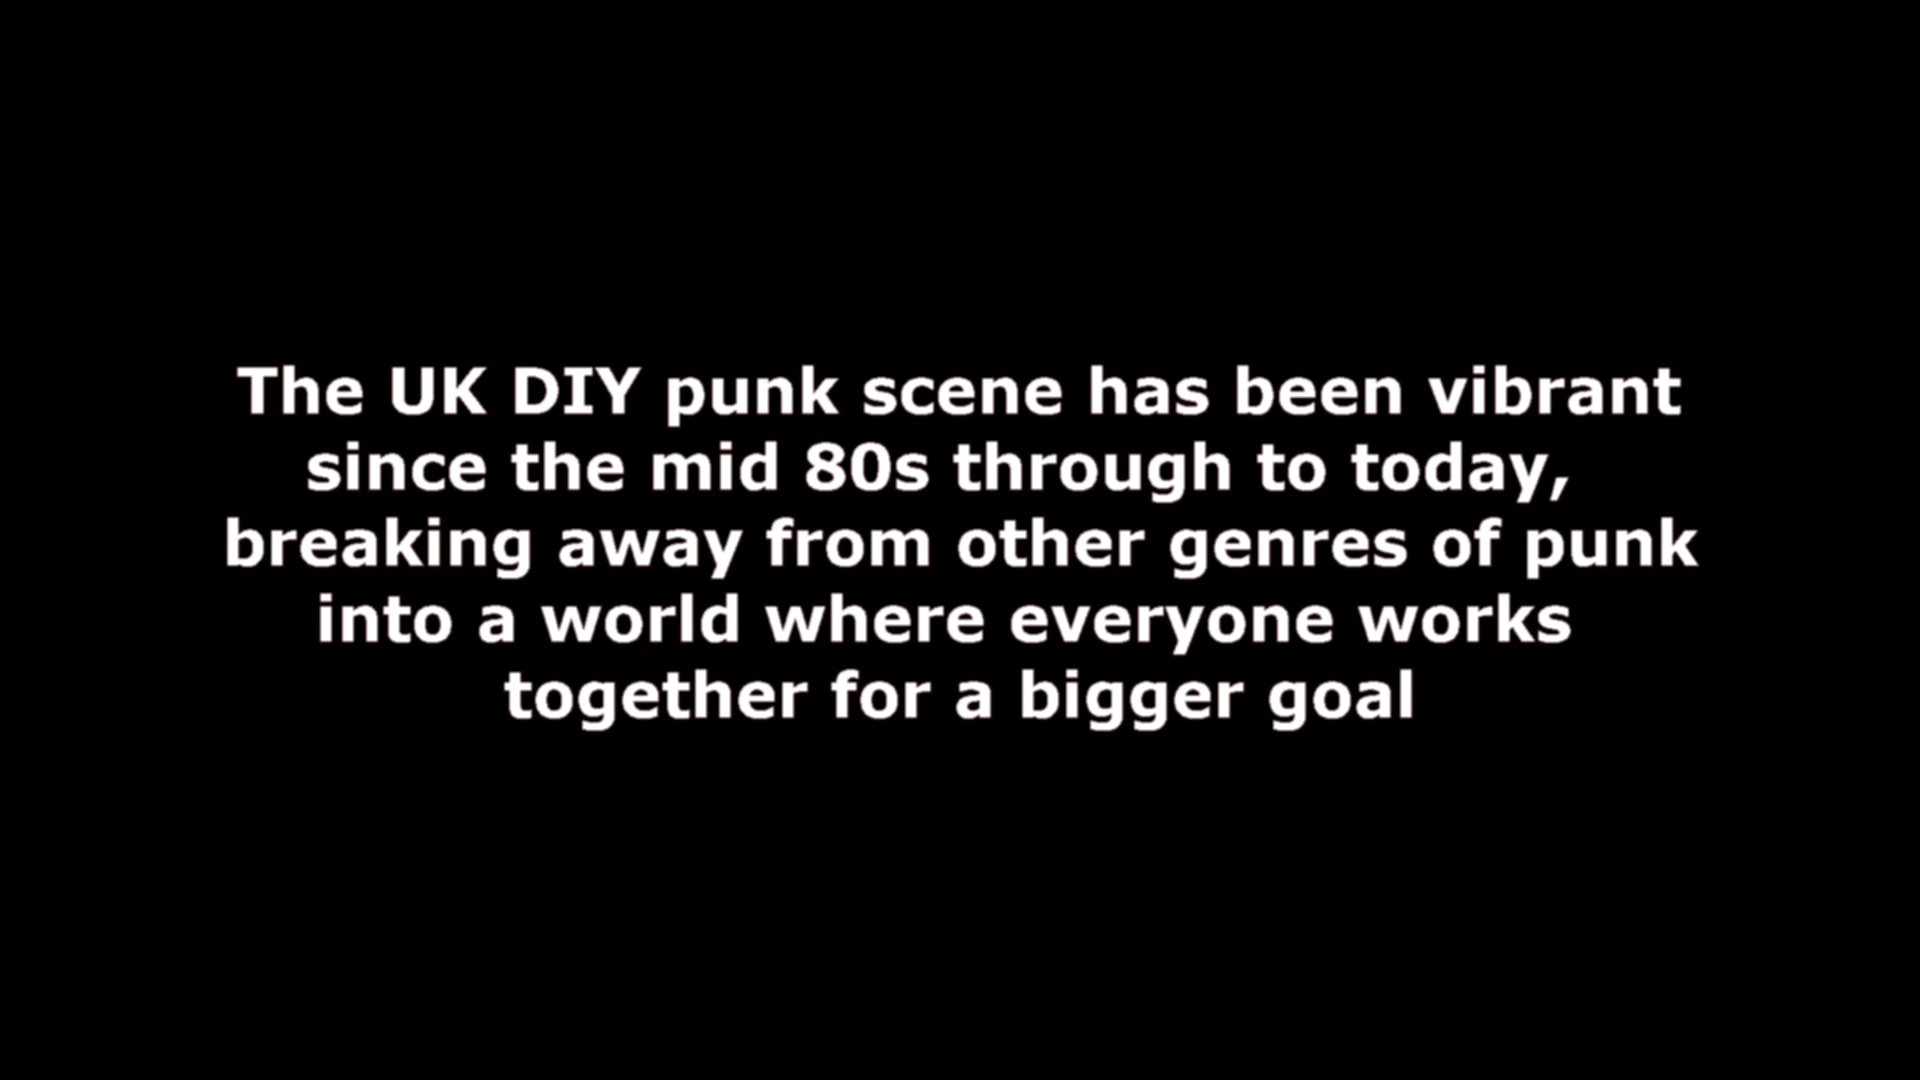 The UK DIY punk scene has been vibrant
since the mid 80s through to today,
breaking away from other genres of punk
into a world where everyone works
together for a bigger goal